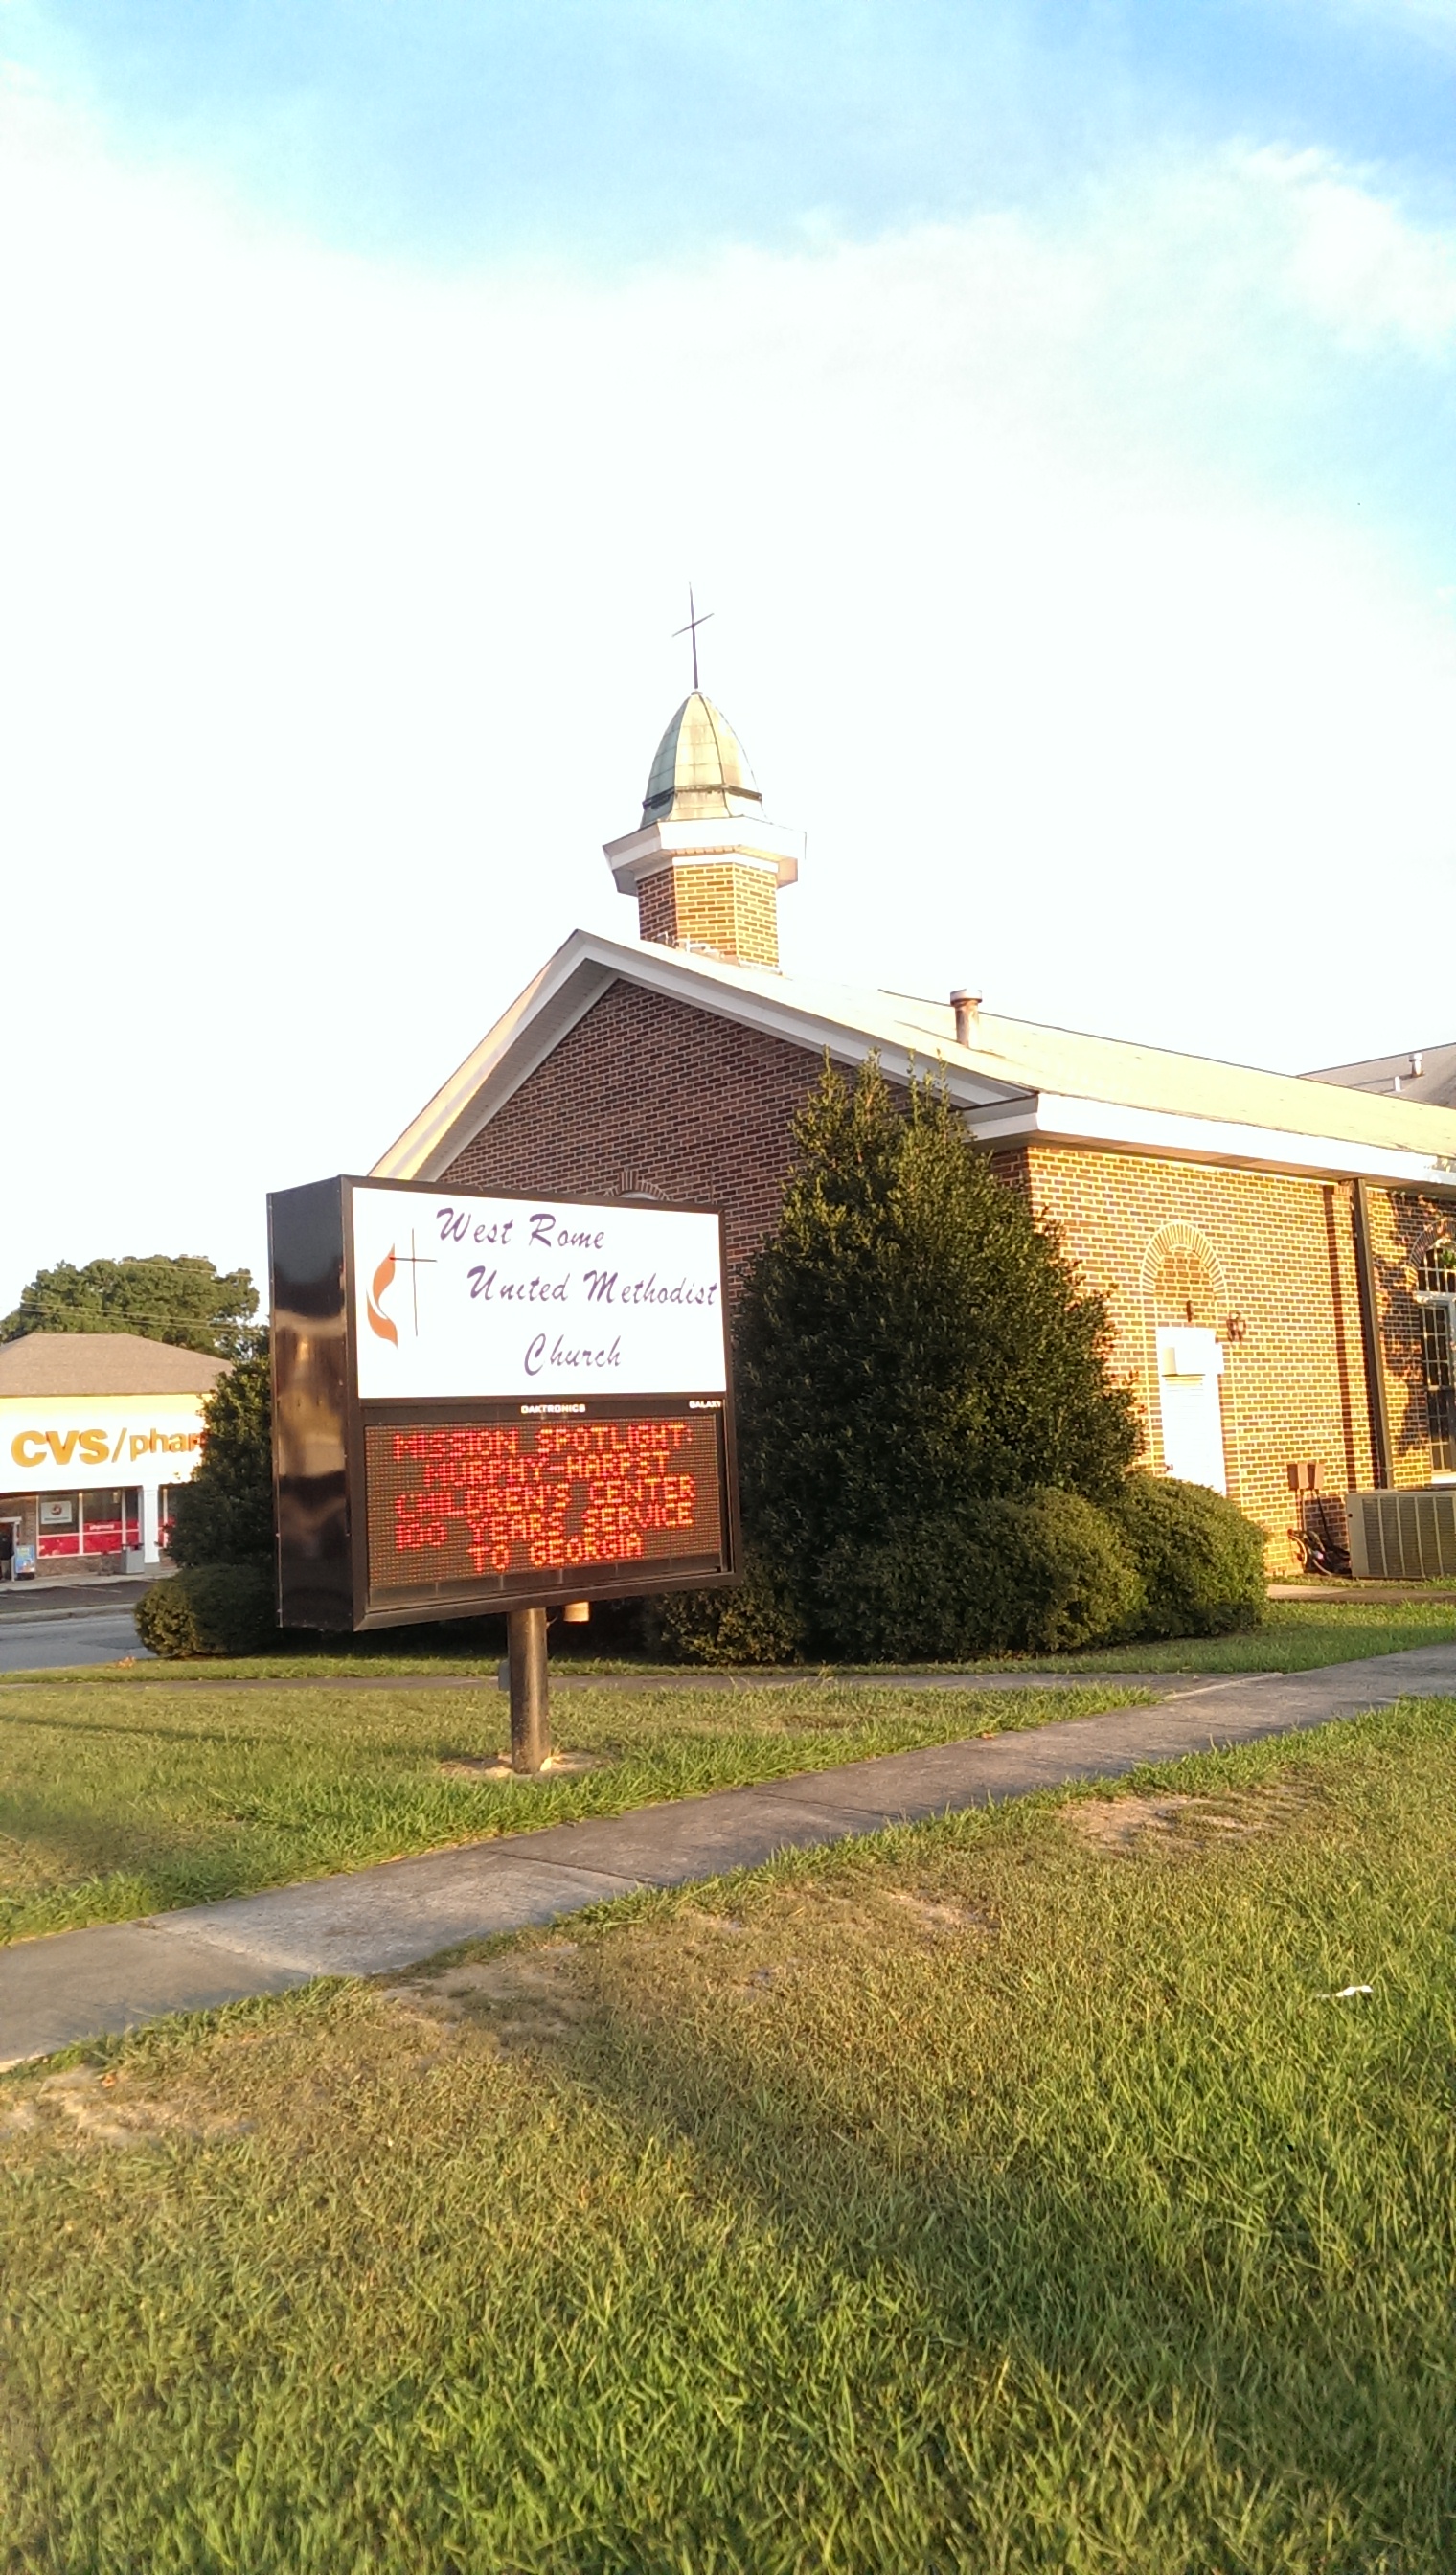 West Rome
United Methodist
Church
DAKTRONICS GALAXY
MISSION SPOTLIGHT:
MURPHY-HARPST
CHILDREN'S CENTER
YEARS SERVICE
TO GEORGIA
CVS/phar